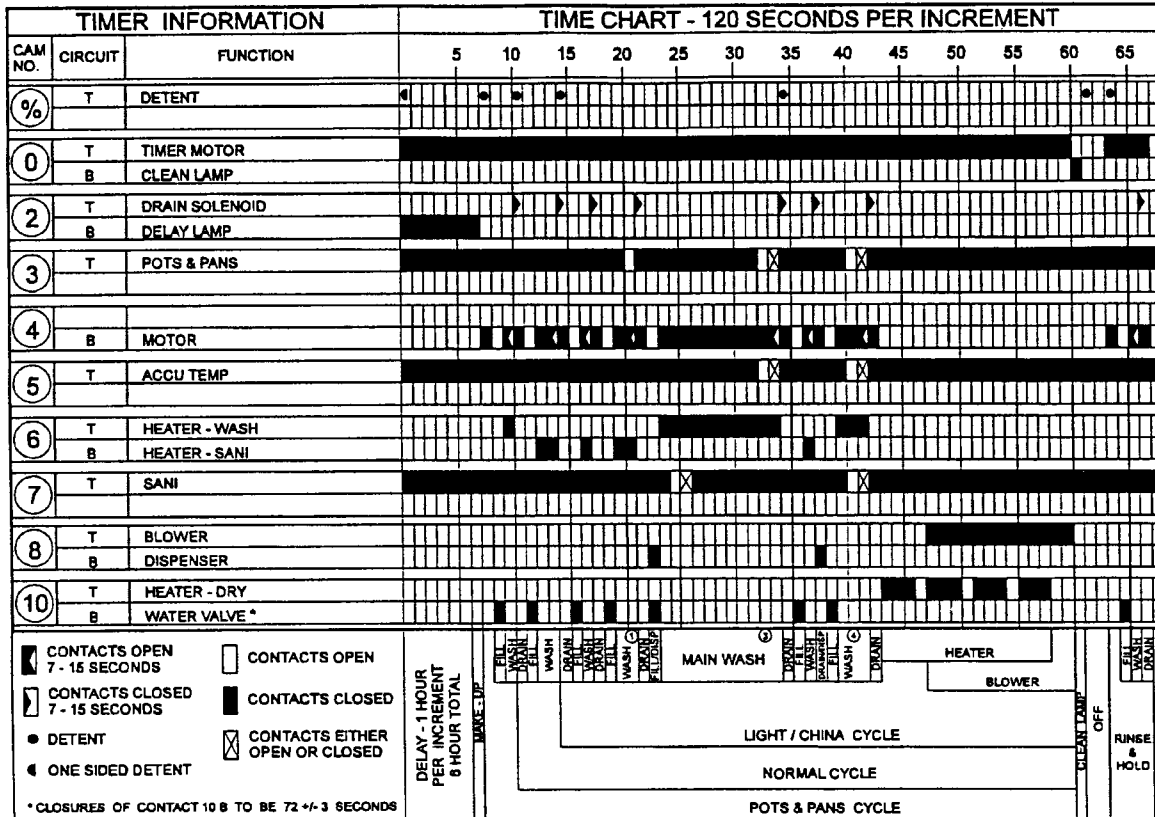 TIMER INFORMATION
TIME CHART - 120 SECONDS PER INCREMENT
CAM NO.
CIRCUIT
FUNCTION
5 10 15 20 25 30 35 40 45 50 55 60 65
%
T DETENT
0
T TIMER MOTOR
B CLEAN LAMP
2
T DRAIN SOLENOID
B DELAY LAMP
3
T POTS & PANS
4
B MOTOR
5
T ACCU TEMP
6
T HEATER - WASH
B HEATER - SANI
7
T SANI
8
T BLOWER
B DISPENSER
10
T HEATER - DRY
B WATER VALVE *
CONTACTS OPEN
7 - 15 SECONDS
CONTACTS CLOSED
7 - 15 SECONDS
DETENT
ONE SIDED DETENT
CONTACTS OPEN
CONTACTS CLOSED
CONTACTS EITHER
OPEN OR CLOSED
* CLOSURES OF CONTACT 10 B TO BE 72 +/- 3 SECONDS
DELAY - 1 HOUR
PER INCREMENT
6 HOUR TOTAL
MAKE - UP
FILL
WASH
DRAIN
FILL
WASH
DRAIN
FILL
WASH
DRAIN
FILL
WASH 1
DRAIN
FILL/DISP
MAIN WASH
DRAIN
FILL
WASH
DRAIN/DISP
FILL
WASH 4
DRAIN
HEATER
BLOWER
LIGHT / CHINA CYCLE
NORMAL CYCLE
POTS & PANS CYCLE
CLEAN LAMP
OFF
FILL
WASH
DRAIN
RINSE
&
HOLD